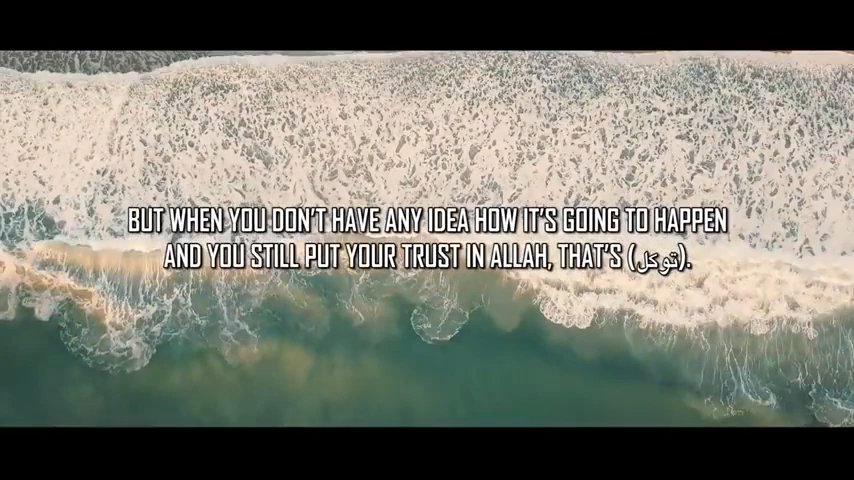 BUT WHEN YOU DON'T HAVE ANY IDEA HOW IT'S GOING TO HAPPEN
AND YOU STILL PUT YOUR TRUST IN ALLAH, THAT'S (توكل).